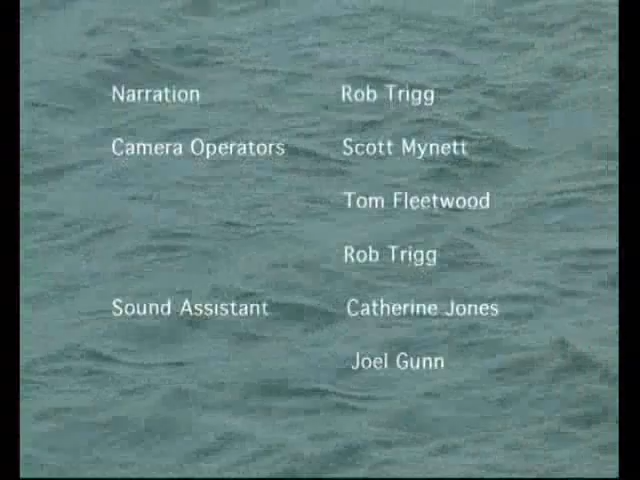 Narration Rob Trigg
Camera Operators Scott Mynett
Tom Fleetwood
Rob Trigg
Sound Assistant Catherine Jones
Joel Gunn